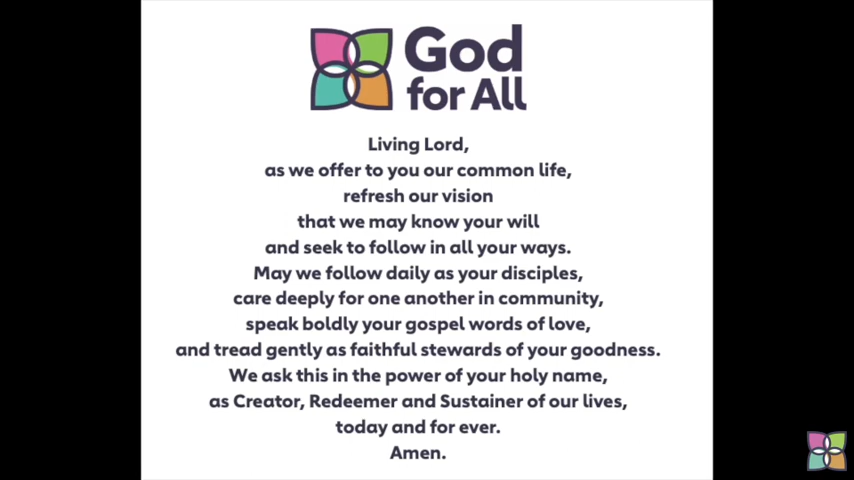 God
for All
Living Lord,
as we offer to you our common life,
refresh our vision
that we may know your will
and seek to follow in all your ways.
May we follow daily as your disciples,
care deeply for one another in community,
speak boldly your gospel words of love,
and tread gently as faithful stewards of your goodness.
We ask this in the power of your holy name,
as Creator, Redeemer and Sustainer of our lives,
today and for ever.
Amen.